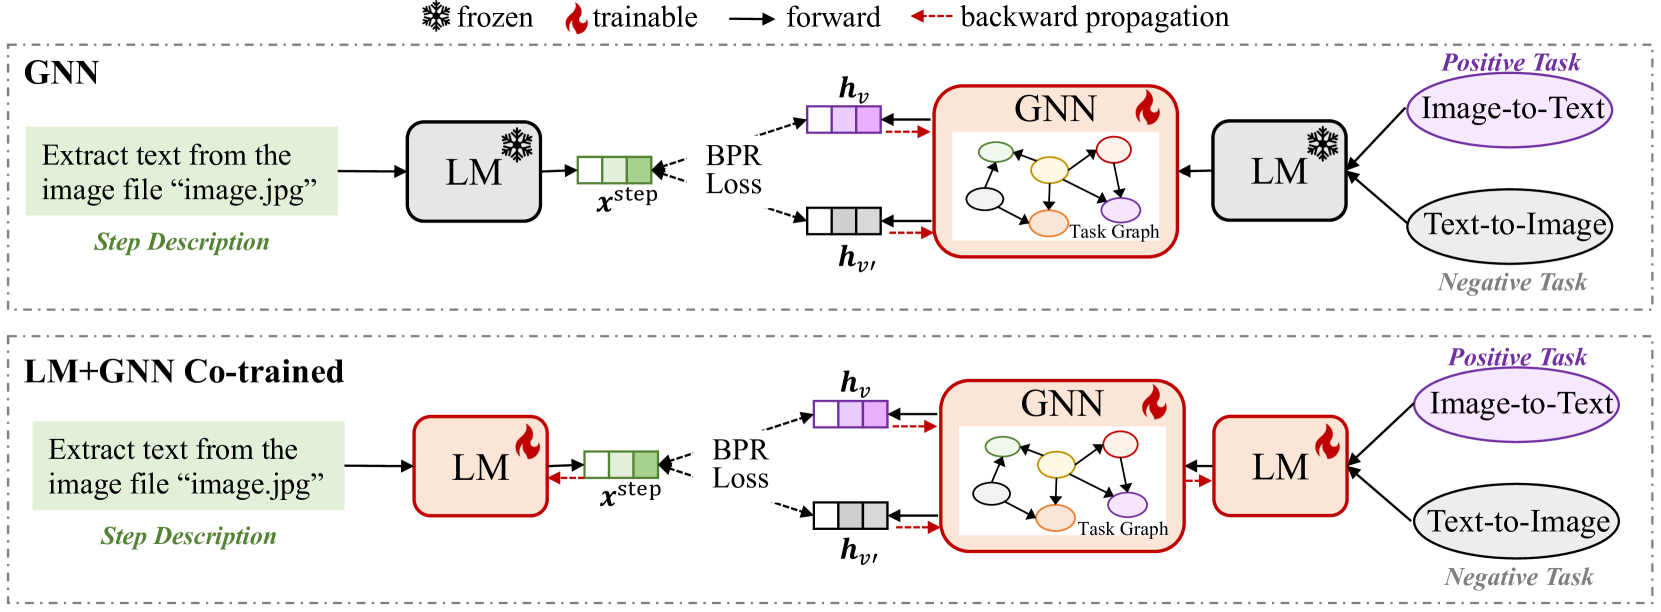 frozen trainable forward backward propagation
GNN
Extract text from the
image file “image.jpg”
Step Description
LM
x^step
BPR
Loss
h_v
h_v′
GNN
Task Graph
LM
Positive Task
Image-to-Text
Text-to-Image
Negative Task
LM+GNN Co-trained
Extract text from the
image file “image.jpg”
Step Description
LM
x^step
BPR
Loss
h_v
h_v′
GNN
Task Graph
LM
Positive Task
Image-to-Text
Text-to-Image
Negative Task